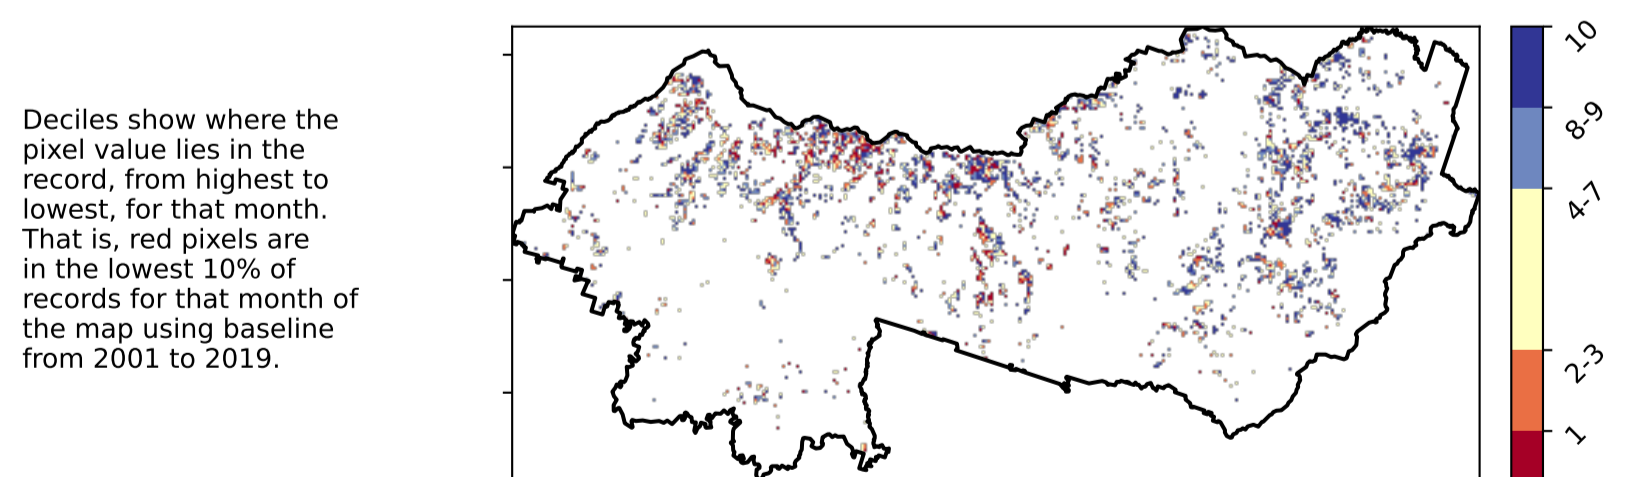 Deciles show where the
pixel value lies in the
record, from highest to
lowest, for that month.
That is, red pixels are
in the lowest 10% of
records for that month of
the map using baseline
from 2001 to 2019.
10
8-9
4-7
2-3
1